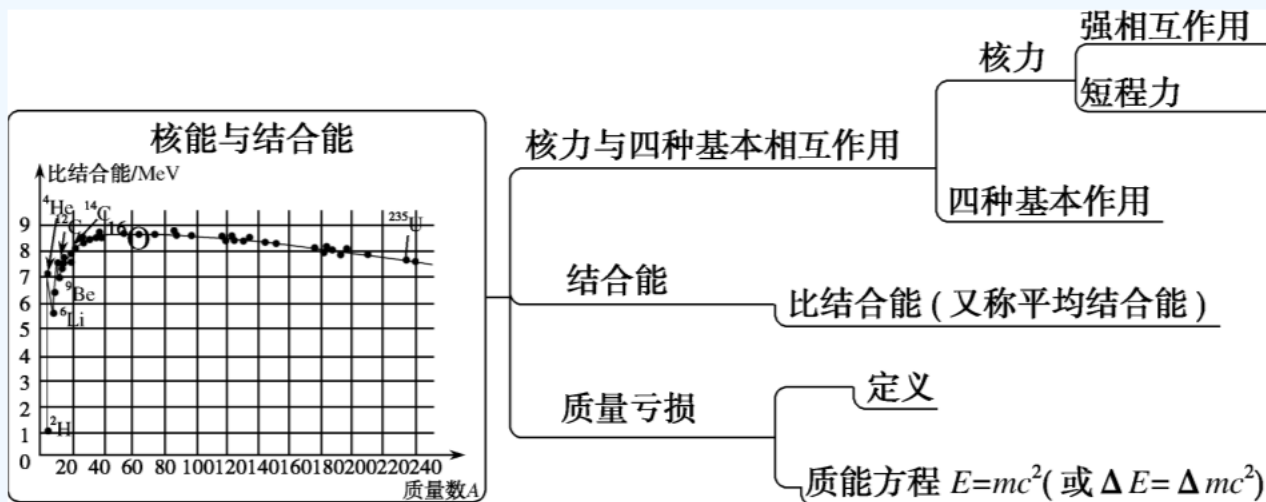 强相互作用
核力
短程力
核能与结合能
核力与四种基本相互作用
四种基本作用
比结合能/MeV
⁴He
¹²C
¹⁴C
16
O
²³⁵U
9
8
7
6
5
4
3
2
1
0
⁹Be
⁶Li
²H
20 40 60 80 100 120 140 160 180 200 220 240
质量数A
结合能
比结合能 ( 又称平均结合能 )
质量亏损
定义
质能方程 E=mc²( 或 Δ E= Δ mc²)